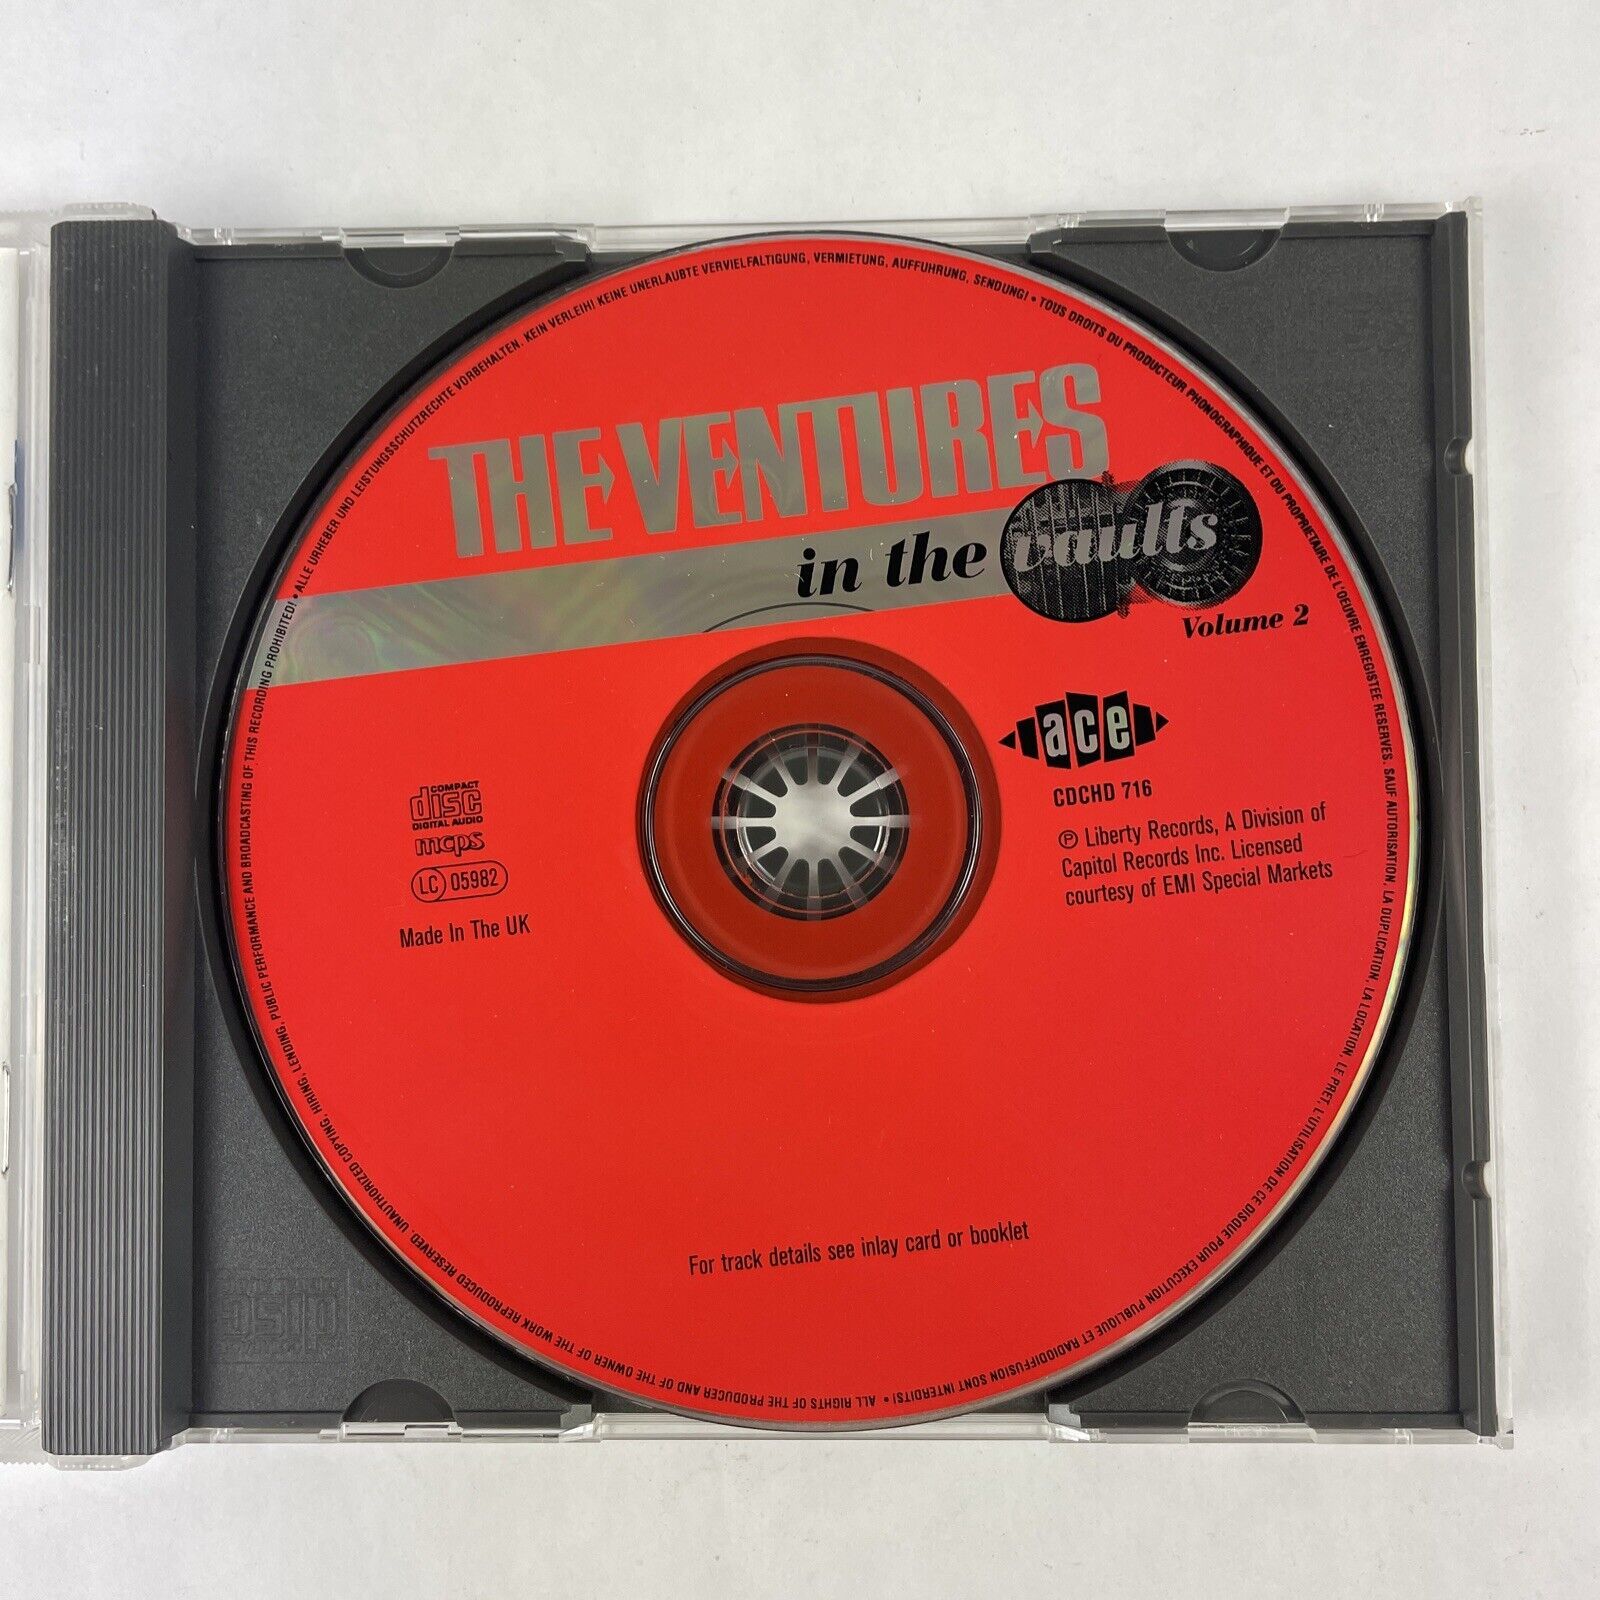 THE VENTURES
in the vaults
Volume 2
ace
CDCHD 716
℗ Liberty Records, A Division of
Capitol Records Inc. Licensed
courtesy of EMI Special Markets
COMPACT
disc
DIGITAL AUDIO
mcps
LC 05982
Made In The UK
For track details see inlay card or booklet
• ALL RIGHTS OF THE PRODUCER AND OF THE OWNER OF THE WORK REPRODUCED RESERVED. UNAUTHORIZED COPYING, HIRING, LENDING, PUBLIC PERFORMANCE AND BROADCASTING OF THIS RECORDING PROHIBITED! • ALLE URHEBER UND LEISTUNGSSCHUTZRECHTE VORBEHALTEN. KEIN VERLEIH! KEINE UNERLAUBTE VERVIELFALTIGUNG, VERMIETUNG, AUFFUHRUNG, SENDUNG! • TOUS DROITS DU PRODUCTEUR PHONOGRAPHIQUE ET DU PROPRIETAIRE DE L'OEUVRE ENREGISTREE RESERVES. SAUF AUTORISATION, LA DUPLICATION, LA LOCATION, LE PRET, L'UTILISATION DE CE DISQUE POUR EXECUTION PUBLIQUE ET RADIODIFFUSION SONT INTERDITS!
disc